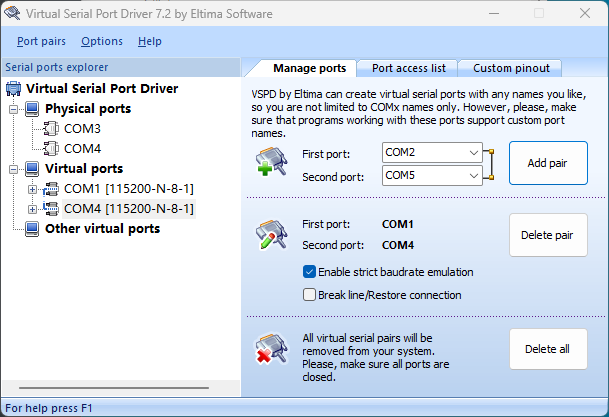 Virtual Serial Port Driver 7.2 by Eltima Software
Port pairs Options Help
Serial ports explorer
Virtual Serial Port Driver
Physical ports
COM3
COM4
Virtual ports
COM1 [115200-N-8-1]
COM4 [115200-N-8-1]
Other virtual ports
Manage ports Port access list Custom pinout
VSPD by Eltima can create virtual serial ports with any names you like,
so you are not limited to COMx names only. However, please, make
sure that programs working with these ports support custom port
names.
First port: COM2
Second port: COM5
Add pair
First port: COM1
Second port: COM4
Delete pair
Enable strict baudrate emulation
Break line/Restore connection
All virtual serial pairs will be
removed from your system.
Please, make sure all ports are
closed.
Delete all
For help press F1